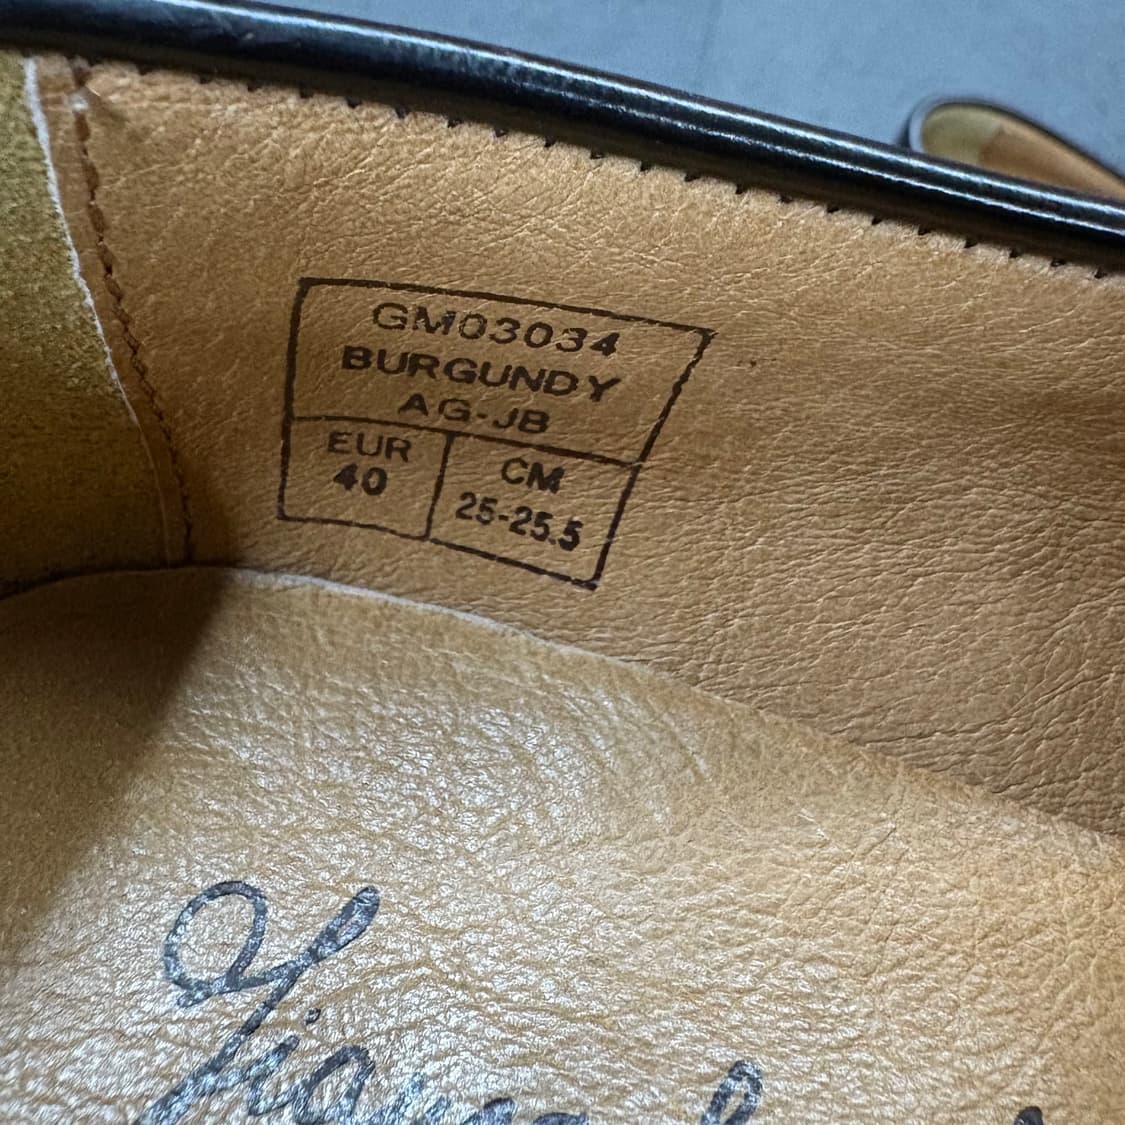 GM03034
BURGUNDY
AG-JB
EUR
40
CM
25-25.5